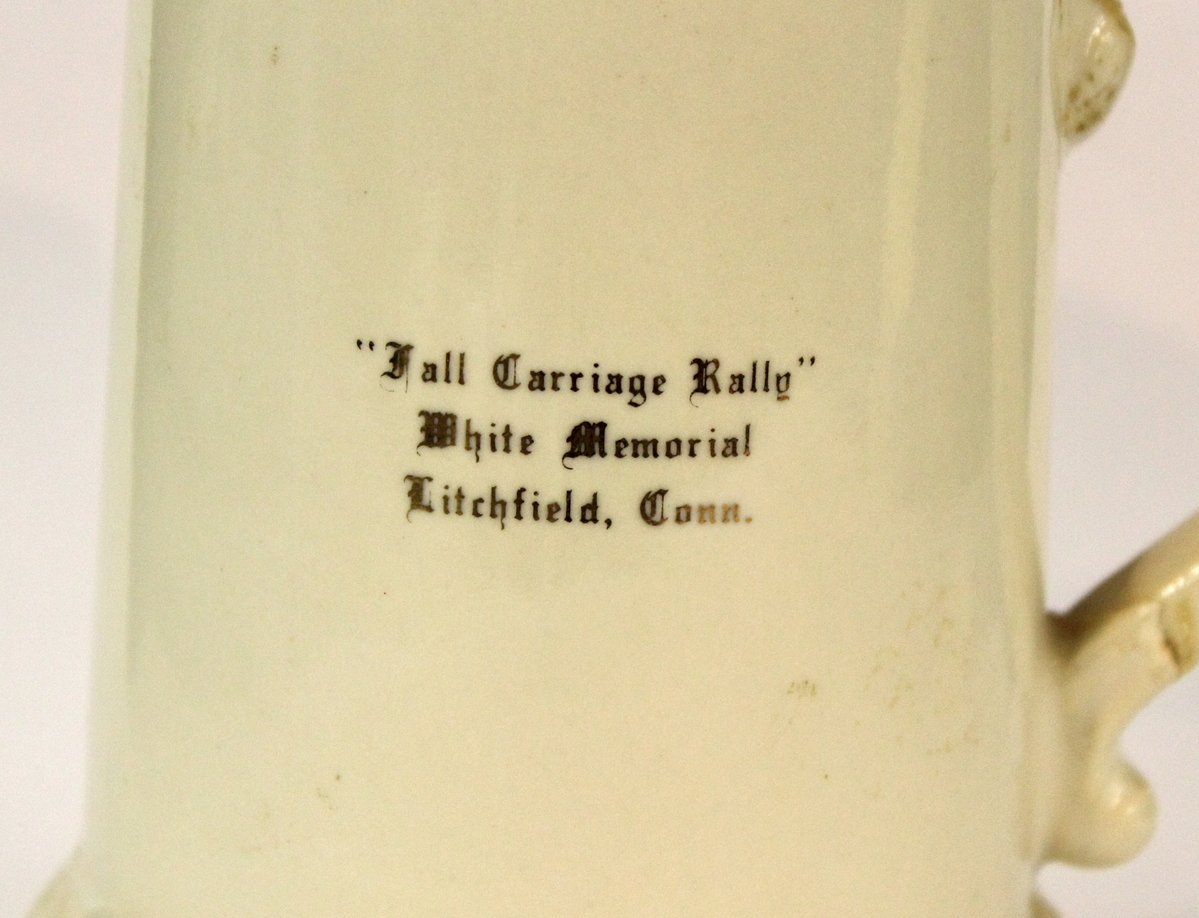 "Fall Carriage Rally"
White Memorial
Litchfield, Conn.